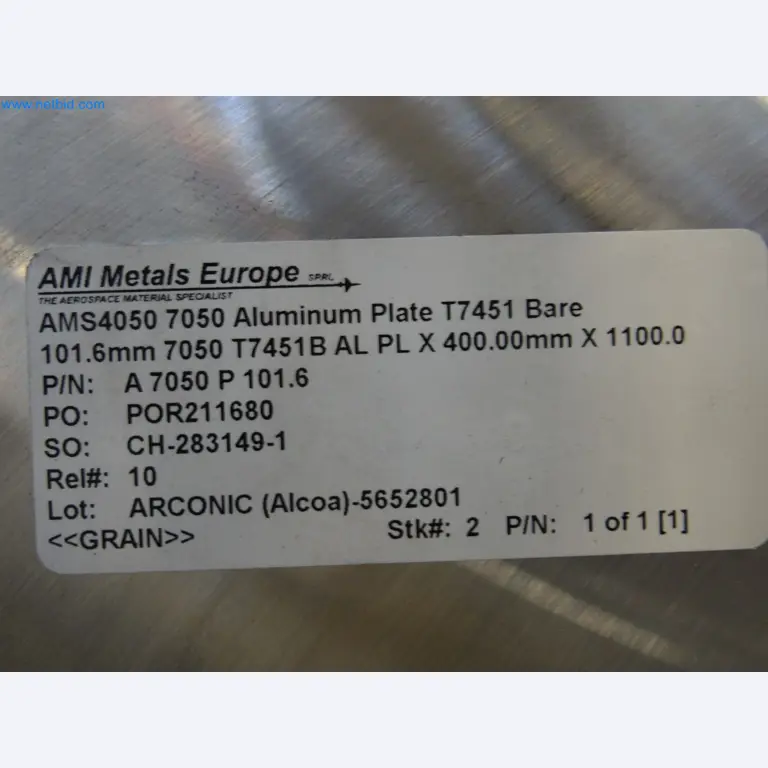 www.netbid.com
AMI Metals Europe SPRL
THE AEROSPACE MATERIAL SPECIALIST
AMS4050 7050 Aluminum Plate T7451 Bare
101.6mm 7050 T7451B AL PL X 400.00mm X 1100.0
P/N: A 7050 P 101.6
PO: POR211680
SO: CH-283149-1
Rel#: 10
Lot: ARCONIC (Alcoa)-5652801
<<GRAIN>> Stk#: 2 P/N: 1 of 1 [1]